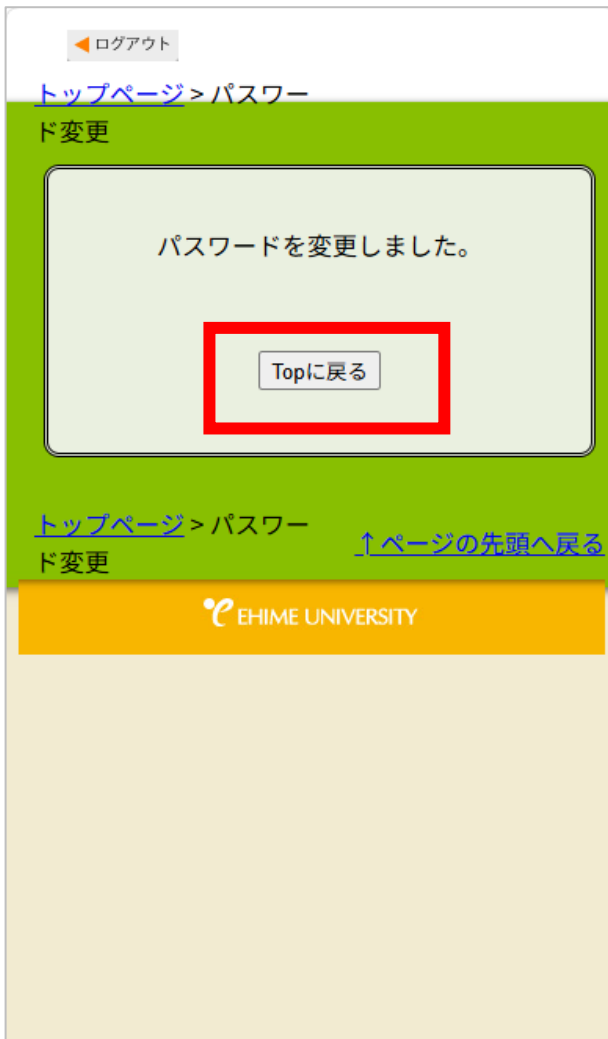 ログアウト
トップページ > パスワー
ド変更
パスワードを変更しました。
Topに戻る
トップページ > パスワー
ド変更
↑ページの先頭へ戻る
EHIME UNIVERSITY